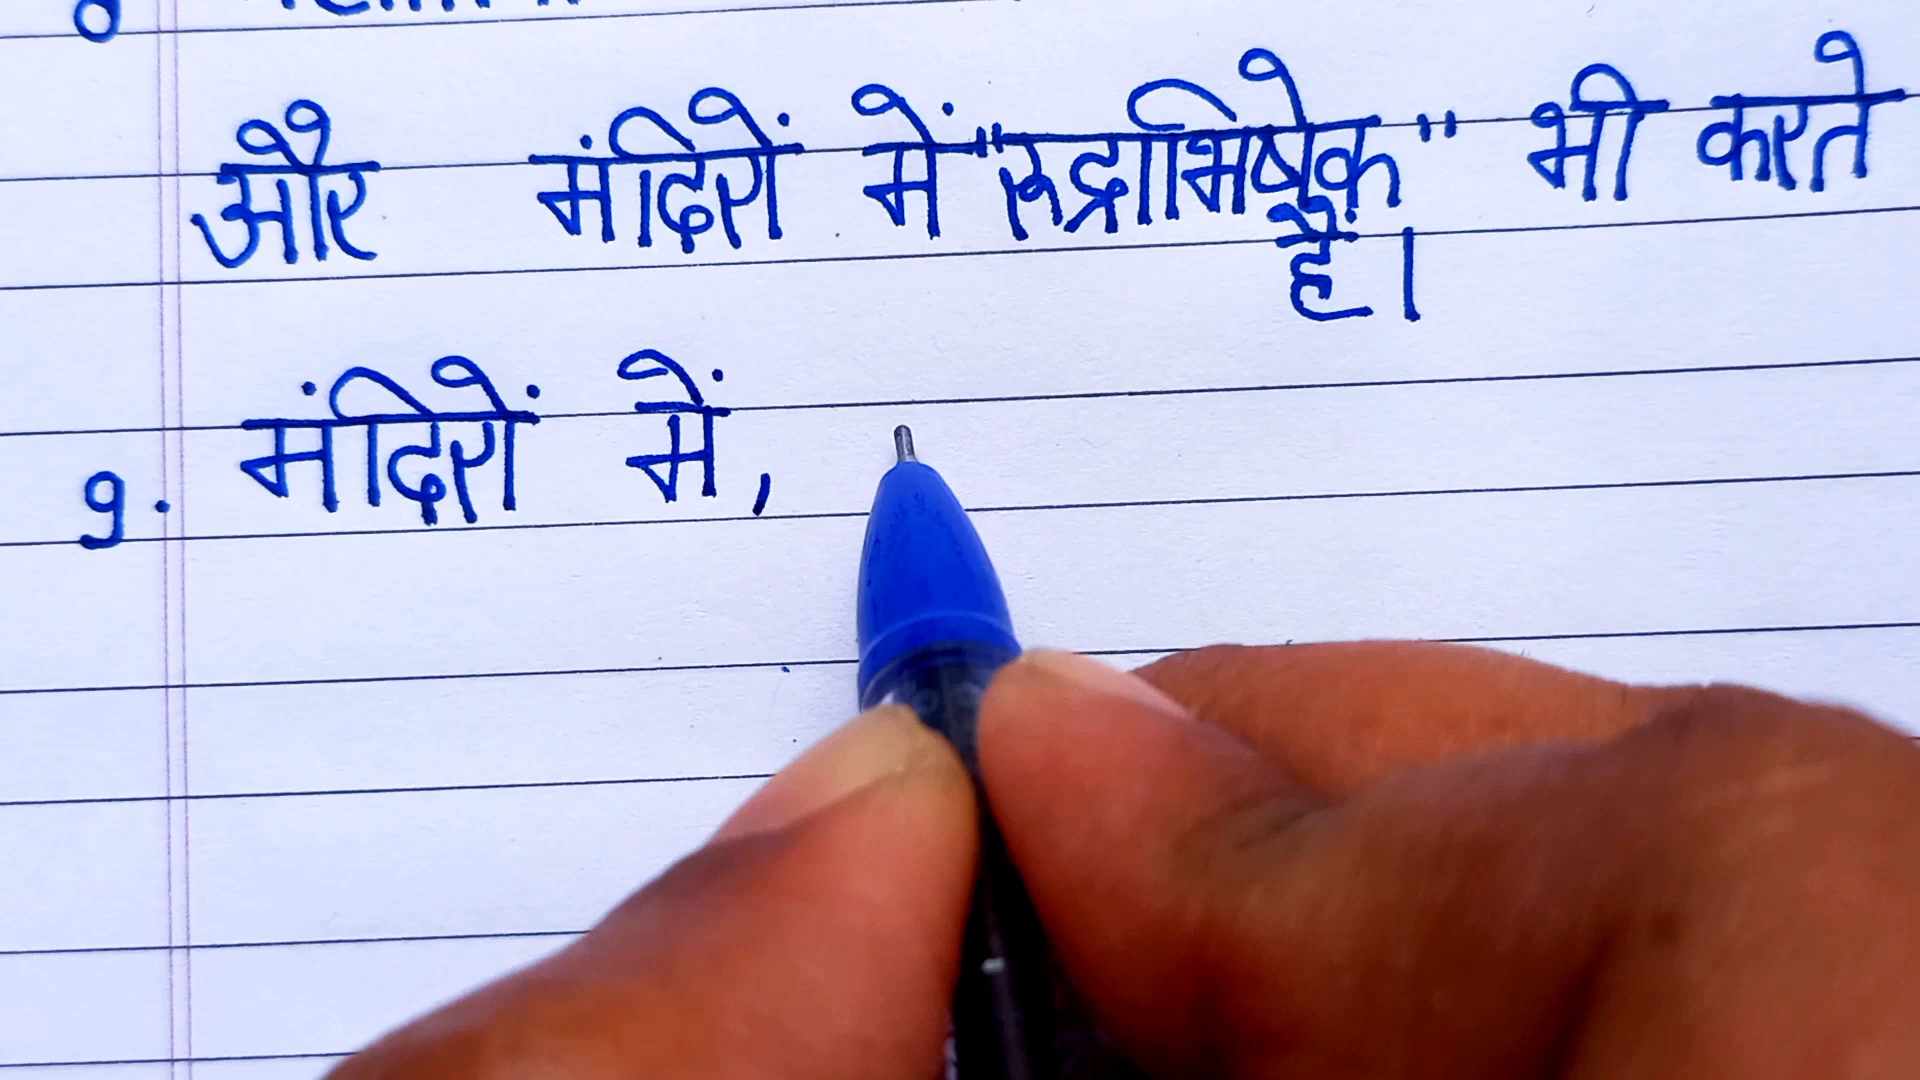 और मंदिरों में "रूद्राभिषेक" भी करते
हैं।
9. मंदिरों में,